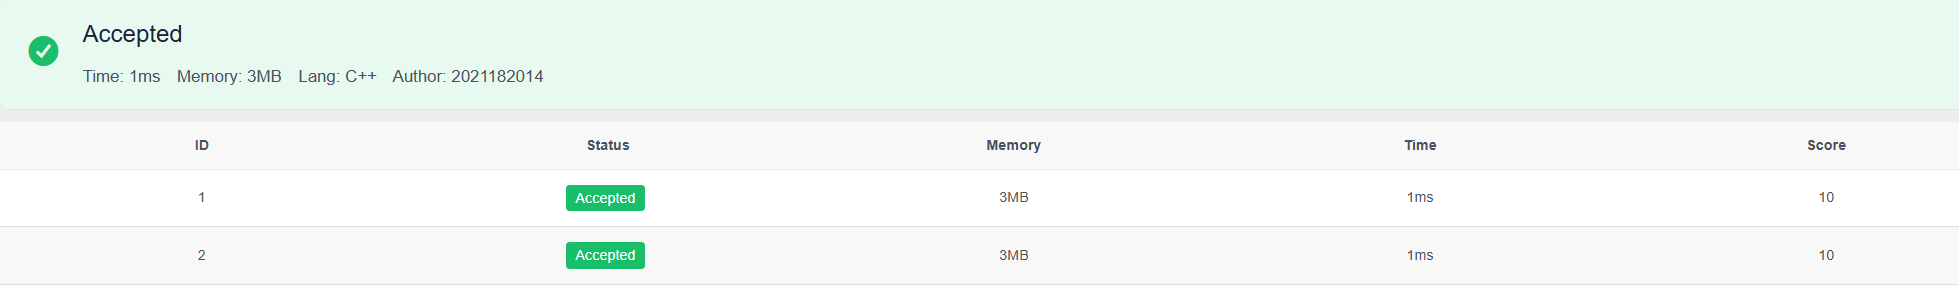 Accepted
Time: 1ms Memory: 3MB Lang: C++ Author: 2021182014
ID Status Memory Time Score
1 Accepted 3MB 1ms 10
2 Accepted 3MB 1ms 10